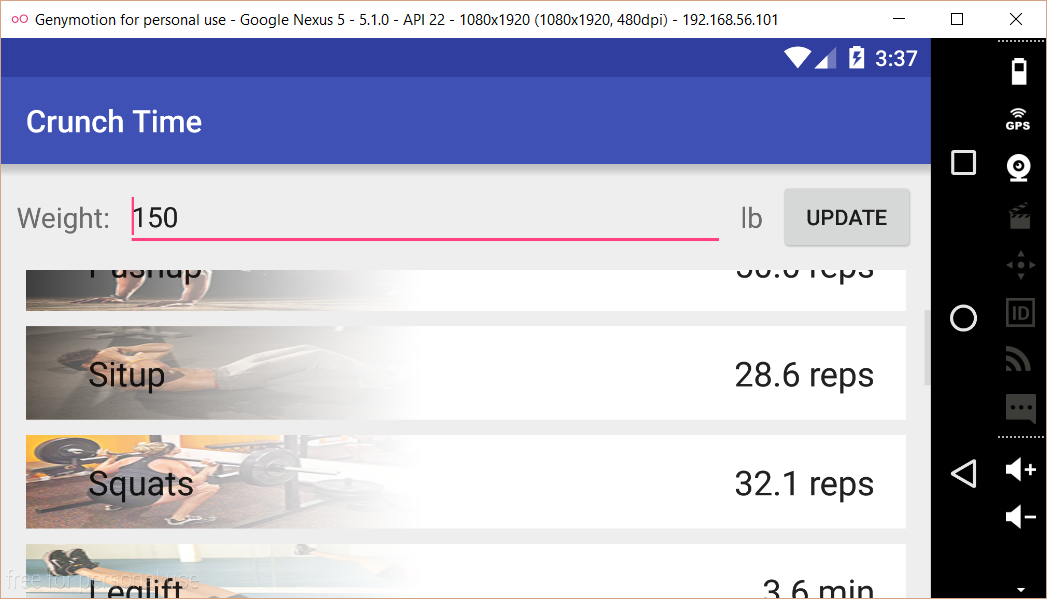 Genymotion for personal use - Google Nexus 5 - 5.1.0 - API 22 - 1080x1920 (1080x1920, 480dpi) - 192.168.56.101
3:37
Crunch Time
GPS
Weight: 150 lb UPDATE
Pushup
reps
Situp 28.6 reps
ID
Squats 32.1 reps
Leglift 3.6 min
free for personal use